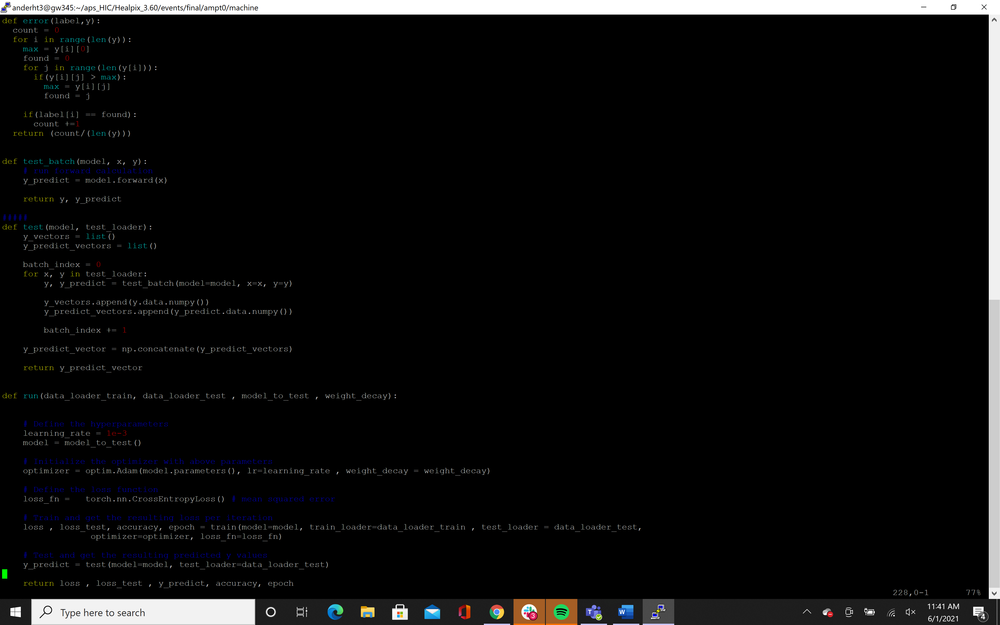 anderht3@gw345:~/aps_HIC/Healpix_3.60/events/final/ampt0/machine
def error(label,y):
  count = 0
  for i in range(len(y)):
    max = y[i][0]
    found = 0
    for j in range(len(y[i])):
      if(y[i][j] > max):
        max = y[i][j]
        found = j
    if(label[i] == found):
      count +=1
  return (count/(len(y)))
def test_batch(model, x, y):
    # run forward calculation
    y_predict = model.forward(x)
    return y, y_predict
#####
def test(model, test_loader):
    y_vectors = list()
    y_predict_vectors = list()
    batch_index = 0
    for x, y in test_loader:
        y, y_predict = test_batch(model=model, x=x, y=y)
        y_vectors.append(y.data.numpy())
        y_predict_vectors.append(y_predict.data.numpy())
        batch_index += 1
    y_predict_vector = np.concatenate(y_predict_vectors)
    return y_predict_vector
def run(data_loader_train, data_loader_test , model_to_test , weight_decay):
    # Define the hyperparameters
    learning_rate = 1e-3
    model = model_to_test()
    # Initialize the optimizer with above parameters
    optimizer = optim.Adam(model.parameters(), lr=learning_rate , weight_decay = weight_decay)
    # Define the loss function
    loss_fn =   torch.nn.CrossEntropyLoss() # mean squared error
    # Train and get the resulting loss per iteration
    loss , loss_test, accuracy, epoch = train(model=model, train_loader=data_loader_train , test_loader = data_loader_test,
                 optimizer=optimizer, loss_fn=loss_fn)
    # Test and get the resulting predicted y values
    y_predict = test(model=model, test_loader=data_loader_test)
    return loss , loss_test , y_predict, accuracy, epoch
228,0-1 77%
Type here to search
3
T
W
11:41 AM
6/1/2021
4